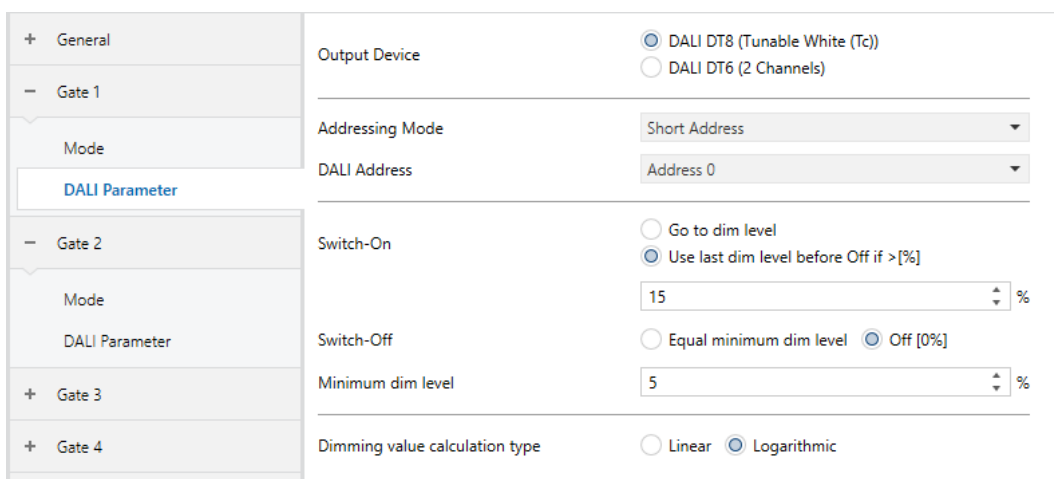 + General
− Gate 1
Mode
DALI Parameter
− Gate 2
Mode
DALI Parameter
+ Gate 3
+ Gate 4
Output Device
DALI DT8 (Tunable White (Tc))
DALI DT6 (2 Channels)
Addressing Mode Short Address
DALI Address Address 0
Switch-On
Go to dim level
Use last dim level before Off if >[%]
15 %
Switch-Off Equal minimum dim level Off [0%]
Minimum dim level 5 %
Dimming value calculation type Linear Logarithmic